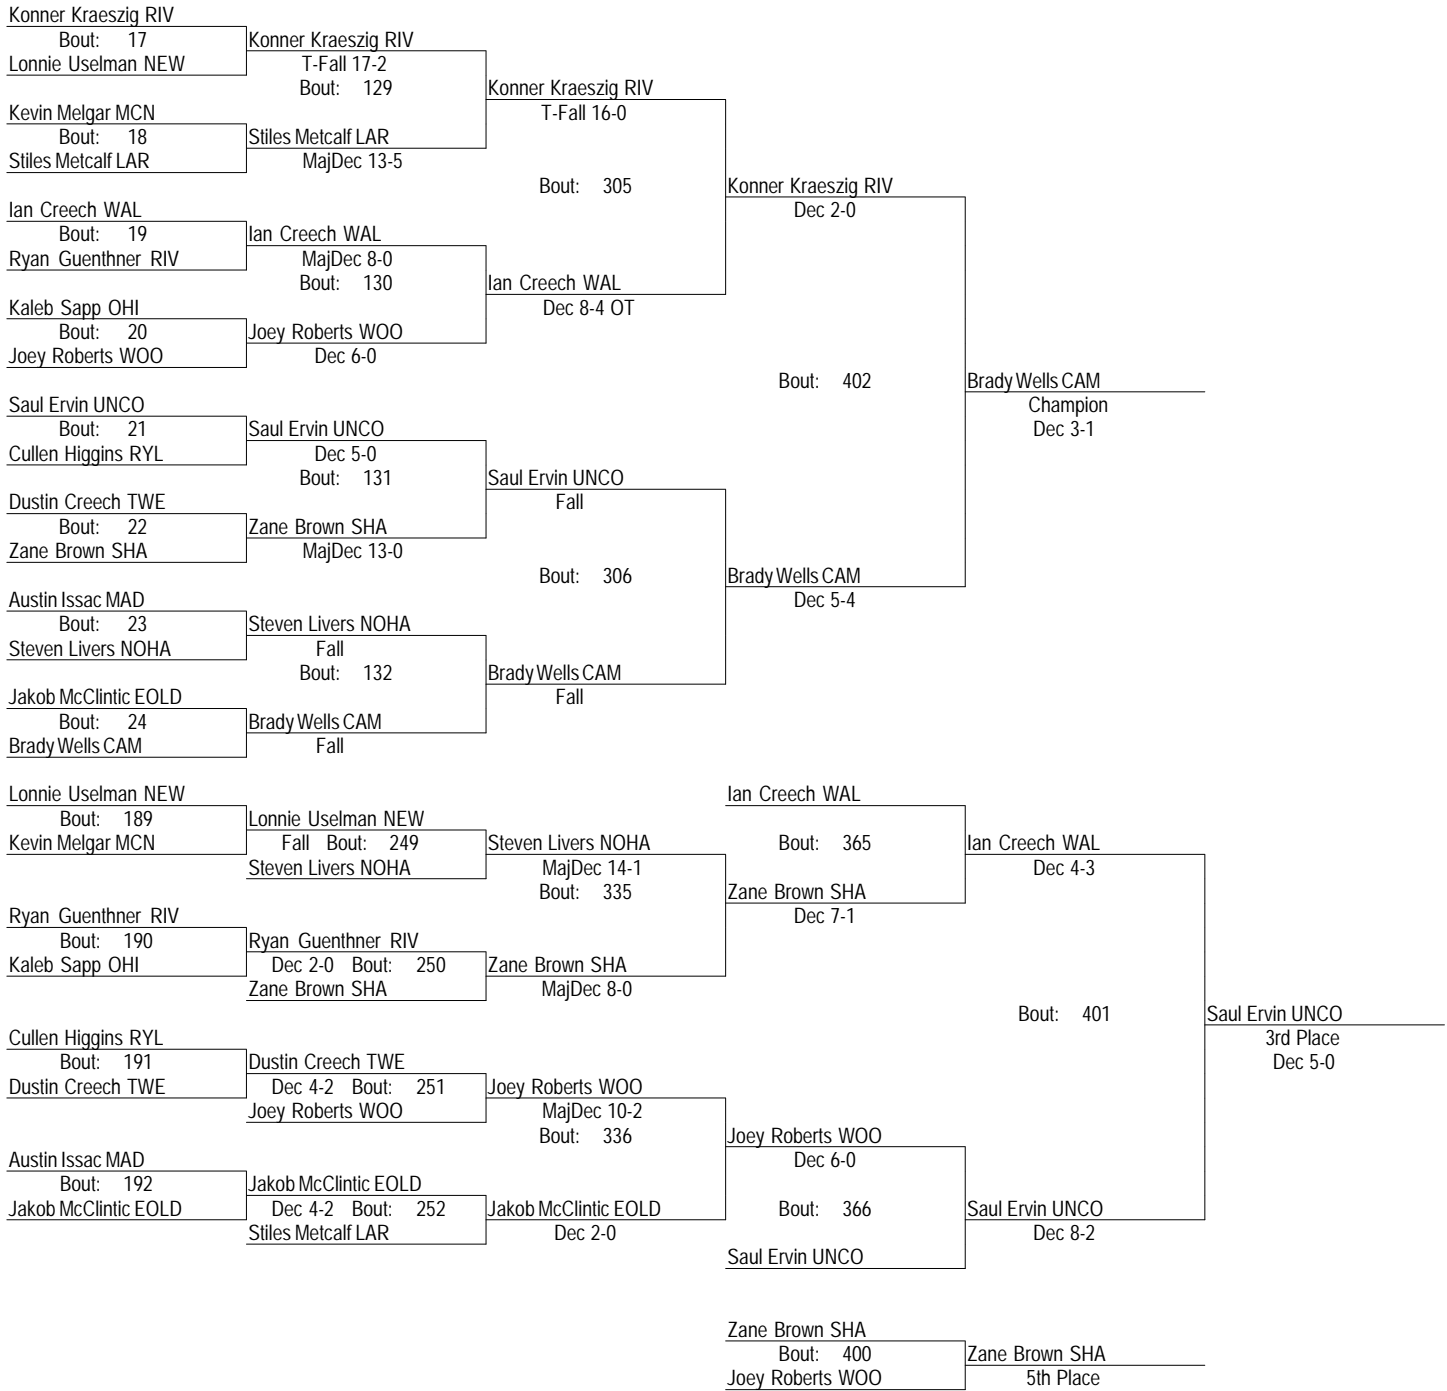 Konner Kraeszig RIV
Bout: 17
Konner Kraeszig RIV
Lonnie Uselman NEW
T-Fall 17-2
Bout: 129
Konner Kraeszig RIV
Kevin Melgar MCN
T-Fall 16-0
Bout: 18
Stiles Metcalf LAR
Stiles Metcalf LAR
MajDec 13-5
Bout: 305
Konner Kraeszig RIV
Ian Creech WAL
Dec 2-0
Bout: 19
Ian Creech WAL
Ryan Guenthner RIV
MajDec 8-0
Bout: 130
Ian Creech WAL
Kaleb Sapp OHI
Dec 8-4 OT
Bout: 20
Joey Roberts WOO
Joey Roberts WOO
Dec 6-0
Bout: 402
Brady Wells CAM
Saul Ervin UNCO
Champion
Bout: 21
Saul Ervin UNCO
Dec 3-1
Cullen Higgins RYL
Dec 5-0
Bout: 131
Saul Ervin UNCO
Dustin Creech TWE
Fall
Bout: 22
Zane Brown SHA
Zane Brown SHA
MajDec 13-0
Bout: 306
Brady Wells CAM
Austin Issac MAD
Dec 5-4
Bout: 23
Steven Livers NOHA
Steven Livers NOHA
Fall
Bout: 132
Brady Wells CAM
Jakob McClintic EOLD
Fall
Bout: 24
Brady Wells CAM
Brady Wells CAM
Fall
Lonnie Uselman NEW
Ian Creech WAL
Bout: 189
Lonnie Uselman NEW
Kevin Melgar MCN
Fall Bout: 249
Steven Livers NOHA
Bout: 365
Ian Creech WAL
Steven Livers NOHA
MajDec 14-1
Dec 4-3
Bout: 335
Zane Brown SHA
Ryan Guenthner RIV
Dec 7-1
Bout: 190
Ryan Guenthner RIV
Kaleb Sapp OHI
Dec 2-0 Bout: 250
Zane Brown SHA
Zane Brown SHA
MajDec 8-0
Bout: 401
Saul Ervin UNCO
Cullen Higgins RYL
3rd Place
Bout: 191
Dustin Creech TWE
Dec 5-0
Dustin Creech TWE
Dec 4-2 Bout: 251
Joey Roberts WOO
Joey Roberts WOO
MajDec 10-2
Bout: 336
Joey Roberts WOO
Austin Issac MAD
Dec 6-0
Bout: 192
Jakob McClintic EOLD
Jakob McClintic EOLD
Dec 4-2 Bout: 252
Jakob McClintic EOLD
Bout: 366
Saul Ervin UNCO
Stiles Metcalf LAR
Dec 2-0
Dec 8-2
Saul Ervin UNCO
Zane Brown SHA
Bout: 400
Zane Brown SHA
Joey Roberts WOO
5th Place